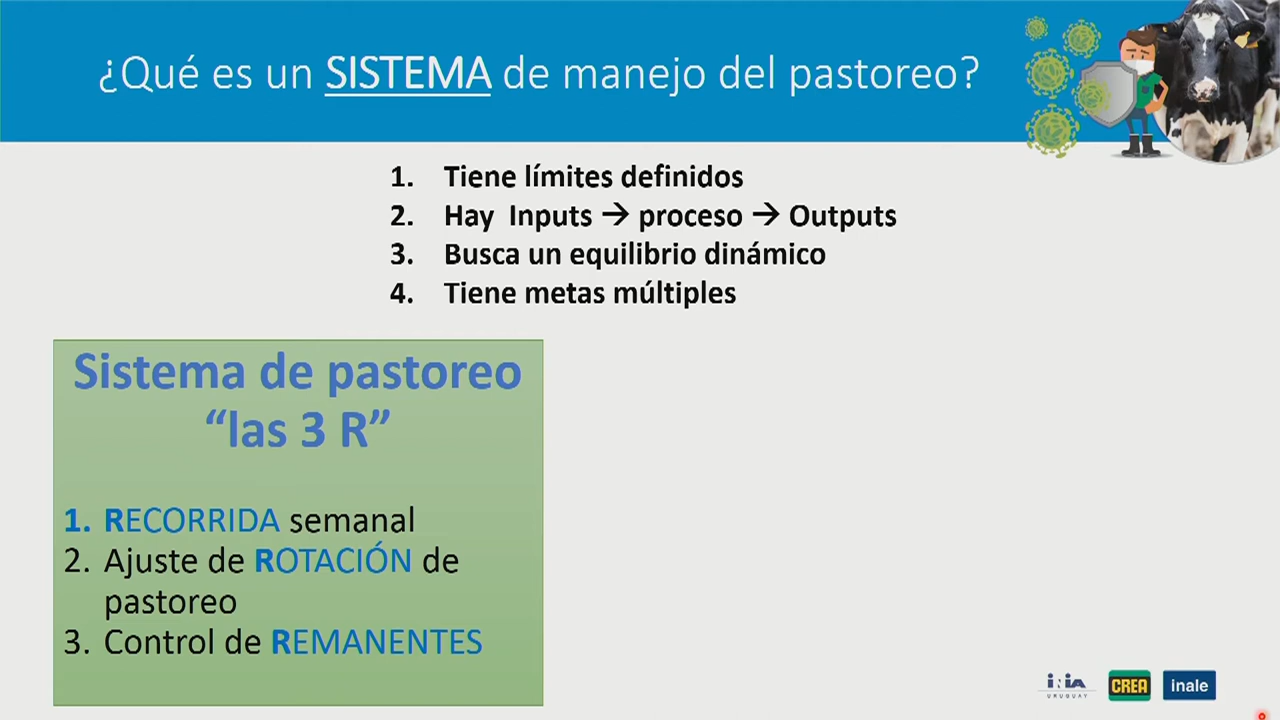 ¿Qué es un SISTEMA de manejo del pastoreo?
1. Tiene límites definidos
2. Hay Inputs → proceso → Outputs
3. Busca un equilibrio dinámico
4. Tiene metas múltiples
Sistema de pastoreo
“las 3 R”
1. RECORRIDA semanal
2. Ajuste de ROTACIÓN de
pastoreo
3. Control de REMANENTES
iNiA
URUGUAY
CREA
inale